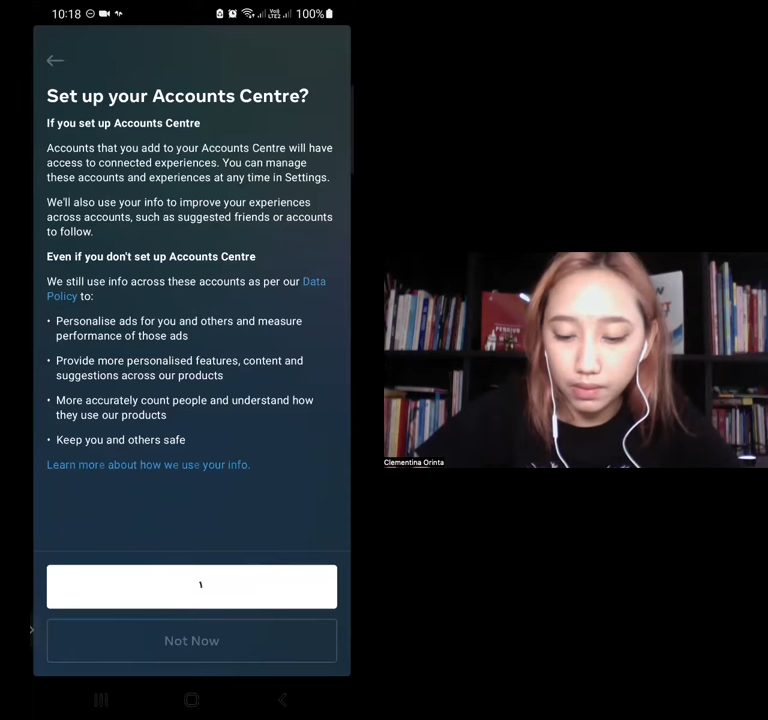 10:18
100%
Set up your Accounts Centre?
If you set up Accounts Centre
Accounts that you add to your Accounts Centre will have
access to connected experiences. You can manage
these accounts and experiences at any time in Settings.
We'll also use your info to improve your experiences
across accounts, such as suggested friends or accounts
to follow.
Even if you don't set up Accounts Centre
We still use info across these accounts as per our Data
Policy to:
• Personalise ads for you and others and measure
performance of those ads
• Provide more personalised features, content and
suggestions across our products
• More accurately count people and understand how
they use our products
• Keep you and others safe
Learn more about how we use your info.
Not Now
Clementina Orinta